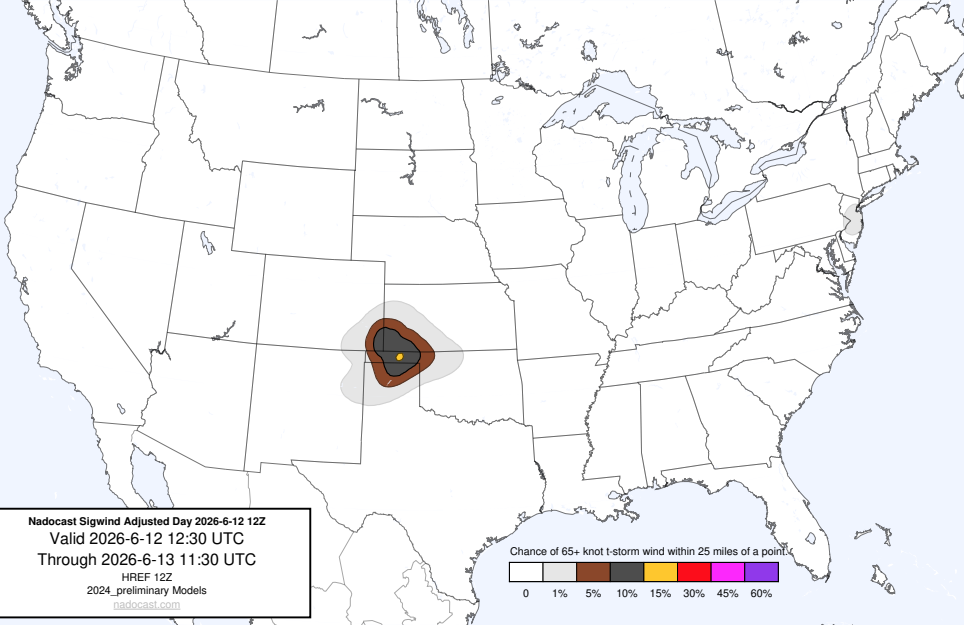 Nadocast Sigwind Adjusted Day 2026-6-12 12Z
Valid 2026-6-12 12:30 UTC
Through 2026-6-13 11:30 UTC
HREF 12Z
2024_preliminary Models
nadocast.com
Chance of 65+ knot t-storm wind within 25 miles of a point.
0 1% 5% 10% 15% 30% 45% 60%